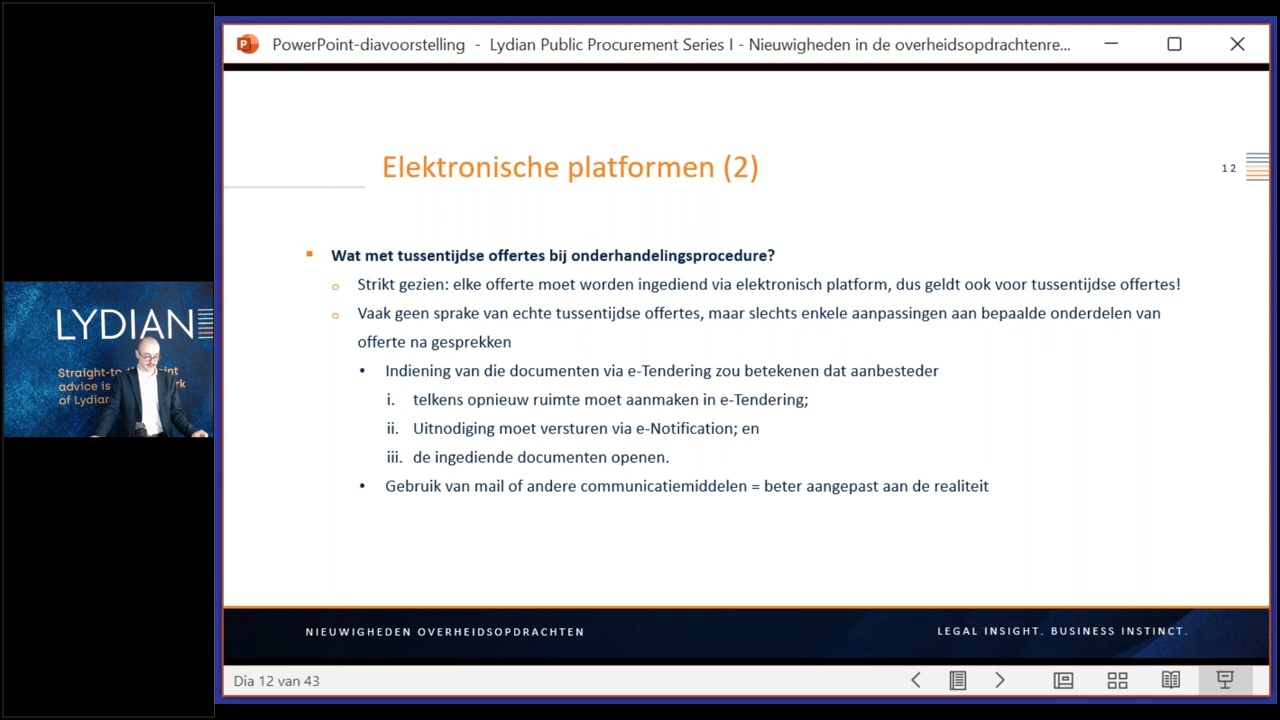 PowerPoint-diavoorstelling - Lydian Public Procurement Series I - Nieuwigheden in de overheidsopdrachtenre...
Elektronische platformen (2)
12
Wat met tussentijdse offertes bij onderhandelingsprocedure?
Strikt gezien: elke offerte moet worden ingediend via elektronisch platform, dus geldt ook voor tussentijdse offertes!
Vaak geen sprake van echte tussentijdse offertes, maar slechts enkele aanpassingen aan bepaalde onderdelen van
offerte na gesprekken
Indiening van die documenten via e-Tendering zou betekenen dat aanbesteder
i. telkens opnieuw ruimte moet aanmaken in e-Tendering;
ii. Uitnodiging moet versturen via e-Notification; en
iii. de ingediende documenten openen.
Gebruik van mail of andere communicatiemiddelen = beter aangepast aan de realiteit
NIEUWIGHEDEN OVERHEIDSOPDRACHTEN
LEGAL INSIGHT. BUSINESS INSTINCT.
Dia 12 van 43
LYDIAN
Straight-to
advice is
of Lydian